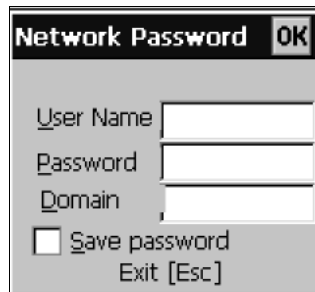 Network Password OK
User Name
Password
Domain
Save password
Exit [Esc]